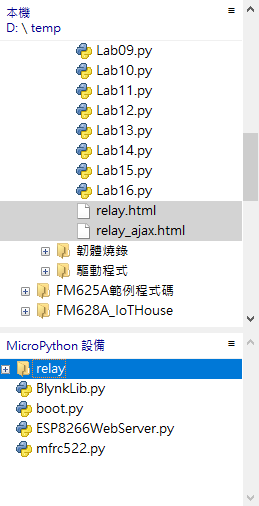 本機
D: \ temp
Lab09.py
Lab10.py
Lab11.py
Lab12.py
Lab13.py
Lab14.py
Lab15.py
Lab16.py
relay.html
relay_ajax.html
韌體燒錄
驅動程式
FM625A範例程式碼
FM628A_IoTHouse
MicroPython 設備
relay
BlynkLib.py
boot.py
ESP8266WebServer.py
mfrc522.py